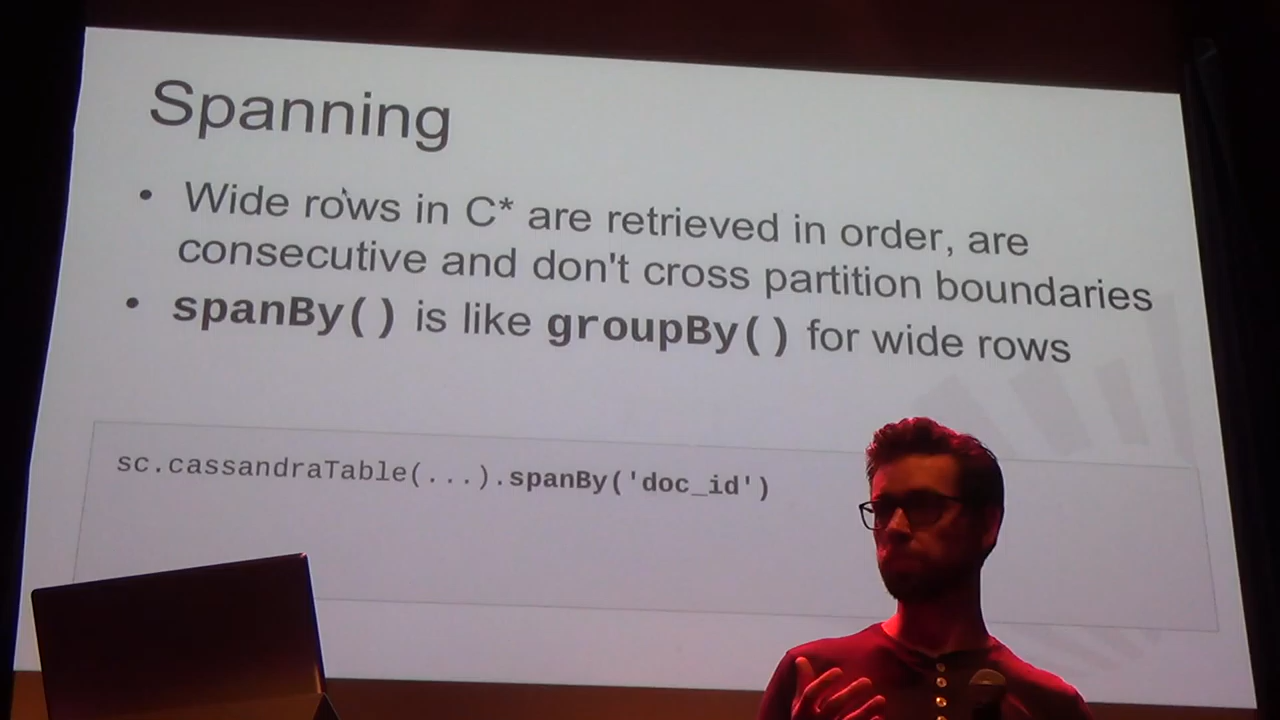 Spanning
• Wide rows in C* are retrieved in order, are
consecutive and don't cross partition boundaries
• spanBy() is like groupBy() for wide rows
sc.cassandraTable(...).spanBy('doc_id')